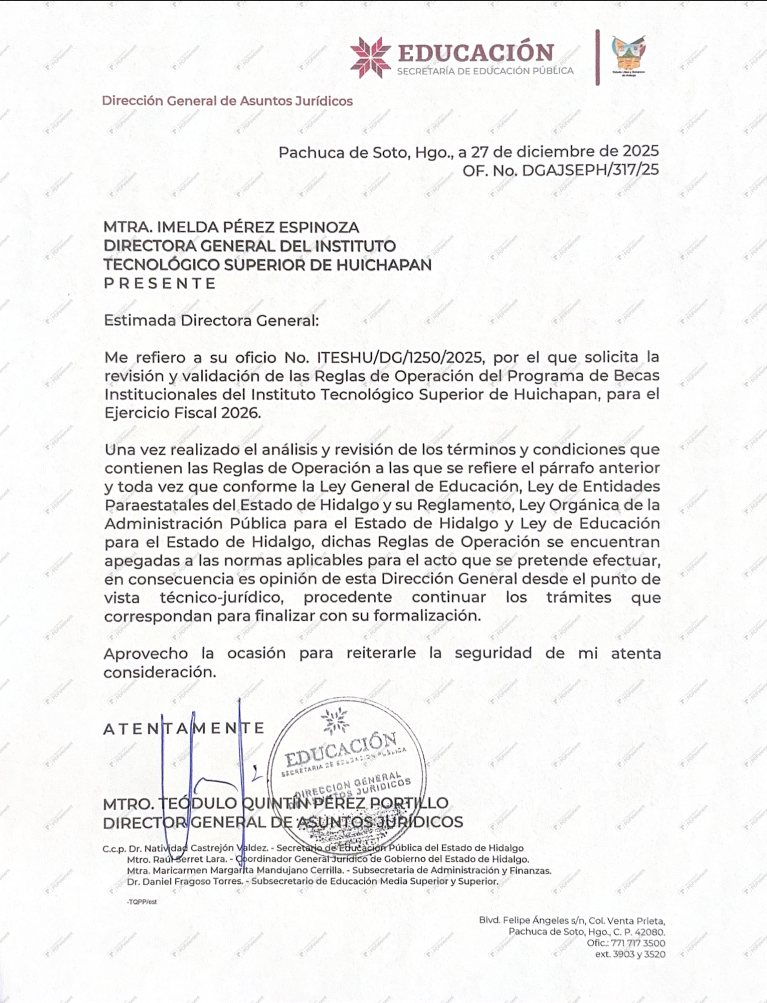 EDUCACIÓN
SECRETARÍA DE EDUCACIÓN PÚBLICA
Dirección General de Asuntos Jurídicos
Pachuca de Soto, Hgo., a 27 de diciembre de 2025
OF. No. DGAJSEPH/317/25
MTRA. IMELDA PÉREZ ESPINOZA
DIRECTORA GENERAL DEL INSTITUTO
TECNOLÓGICO SUPERIOR DE HUICHAPAN
P R E S E N T E
Estimada Directora General:
Me refiero a su oficio No. ITESHU/DG/1250/2025, por el que solicita la
revisión y validación de las Reglas de Operación del Programa de Becas
Institucionales del Instituto Tecnológico Superior de Huichapan, para el
Ejercicio Fiscal 2026.
Una vez realizado el análisis y revisión de los términos y condiciones que
contienen las Reglas de Operación a las que se refiere el párrafo anterior
y toda vez que conforme la Ley General de Educación, Ley de Entidades
Paraestatales del Estado de Hidalgo y su Reglamento, Ley Orgánica de la
Administración Pública para el Estado de Hidalgo y Ley de Educación
para el Estado de Hidalgo, dichas Reglas de Operación se encuentran
apegadas a las normas aplicables para el acto que se pretende efectuar,
en consecuencia es opinión de esta Dirección General desde el punto de
vista técnico-jurídico, procedente continuar los trámites que
correspondan para finalizar con su formalización.
Aprovecho la ocasión para reiterarle la seguridad de mi atenta
consideración.
A T E N T A M E N T E
EDUCACIÓN
SECRETARÍA DE EDUCACIÓN PÚBLICA
DIRECCIÓN GENERAL
DE ASUNTOS JURÍDICOS
MTRO. TEÓDULO QUINTÍN PÉREZ PORTILLO
DIRECTOR GENERAL DE ASUNTOS JURÍDICOS
C.c.p. Dr. Natividad Castrejón Valdez. - Secretario de Educación Pública del Estado de Hidalgo
Mtro. Raúl Serret Lara. - Coordinador General Jurídico de Gobierno del Estado de Hidalgo.
Mtra. Maricarmen Margarita Mandujano Cerrilla. - Subsecretaria de Administración y Finanzas.
Dr. Daniel Fragoso Torres. - Subsecretario de Educación Media Superior y Superior.
-TQPP/est
Blvd. Felipe Ángeles s/n, Col. Venta Prieta,
Pachuca de Soto, Hgo., C. P. 42080.
Ofic.: 771 717 3500
ext. 3903 y 3520